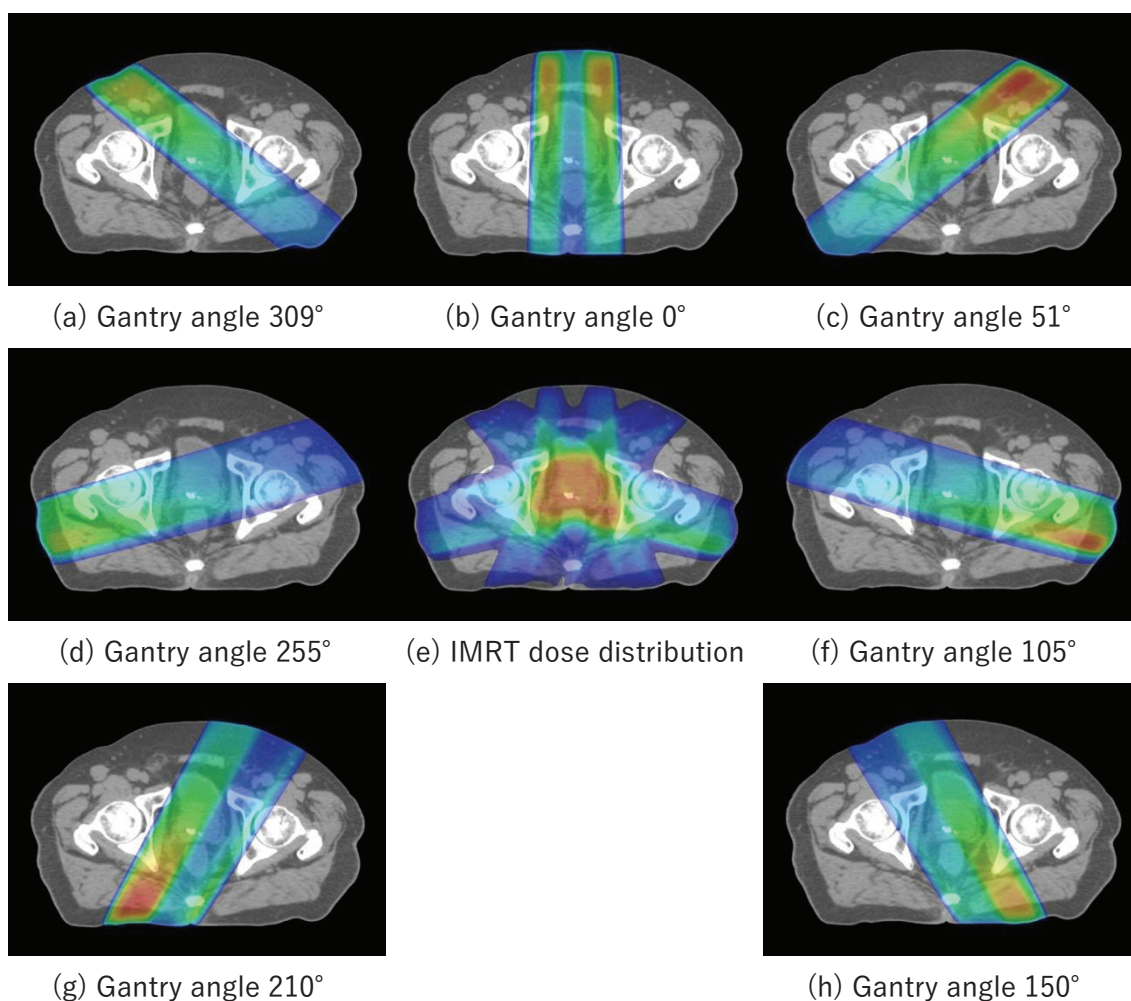 (a) Gantry angle 309°
(b) Gantry angle 0°
(c) Gantry angle 51°
(d) Gantry angle 255°
(e) IMRT dose distribution
(f) Gantry angle 105°
(g) Gantry angle 210°
(h) Gantry angle 150°